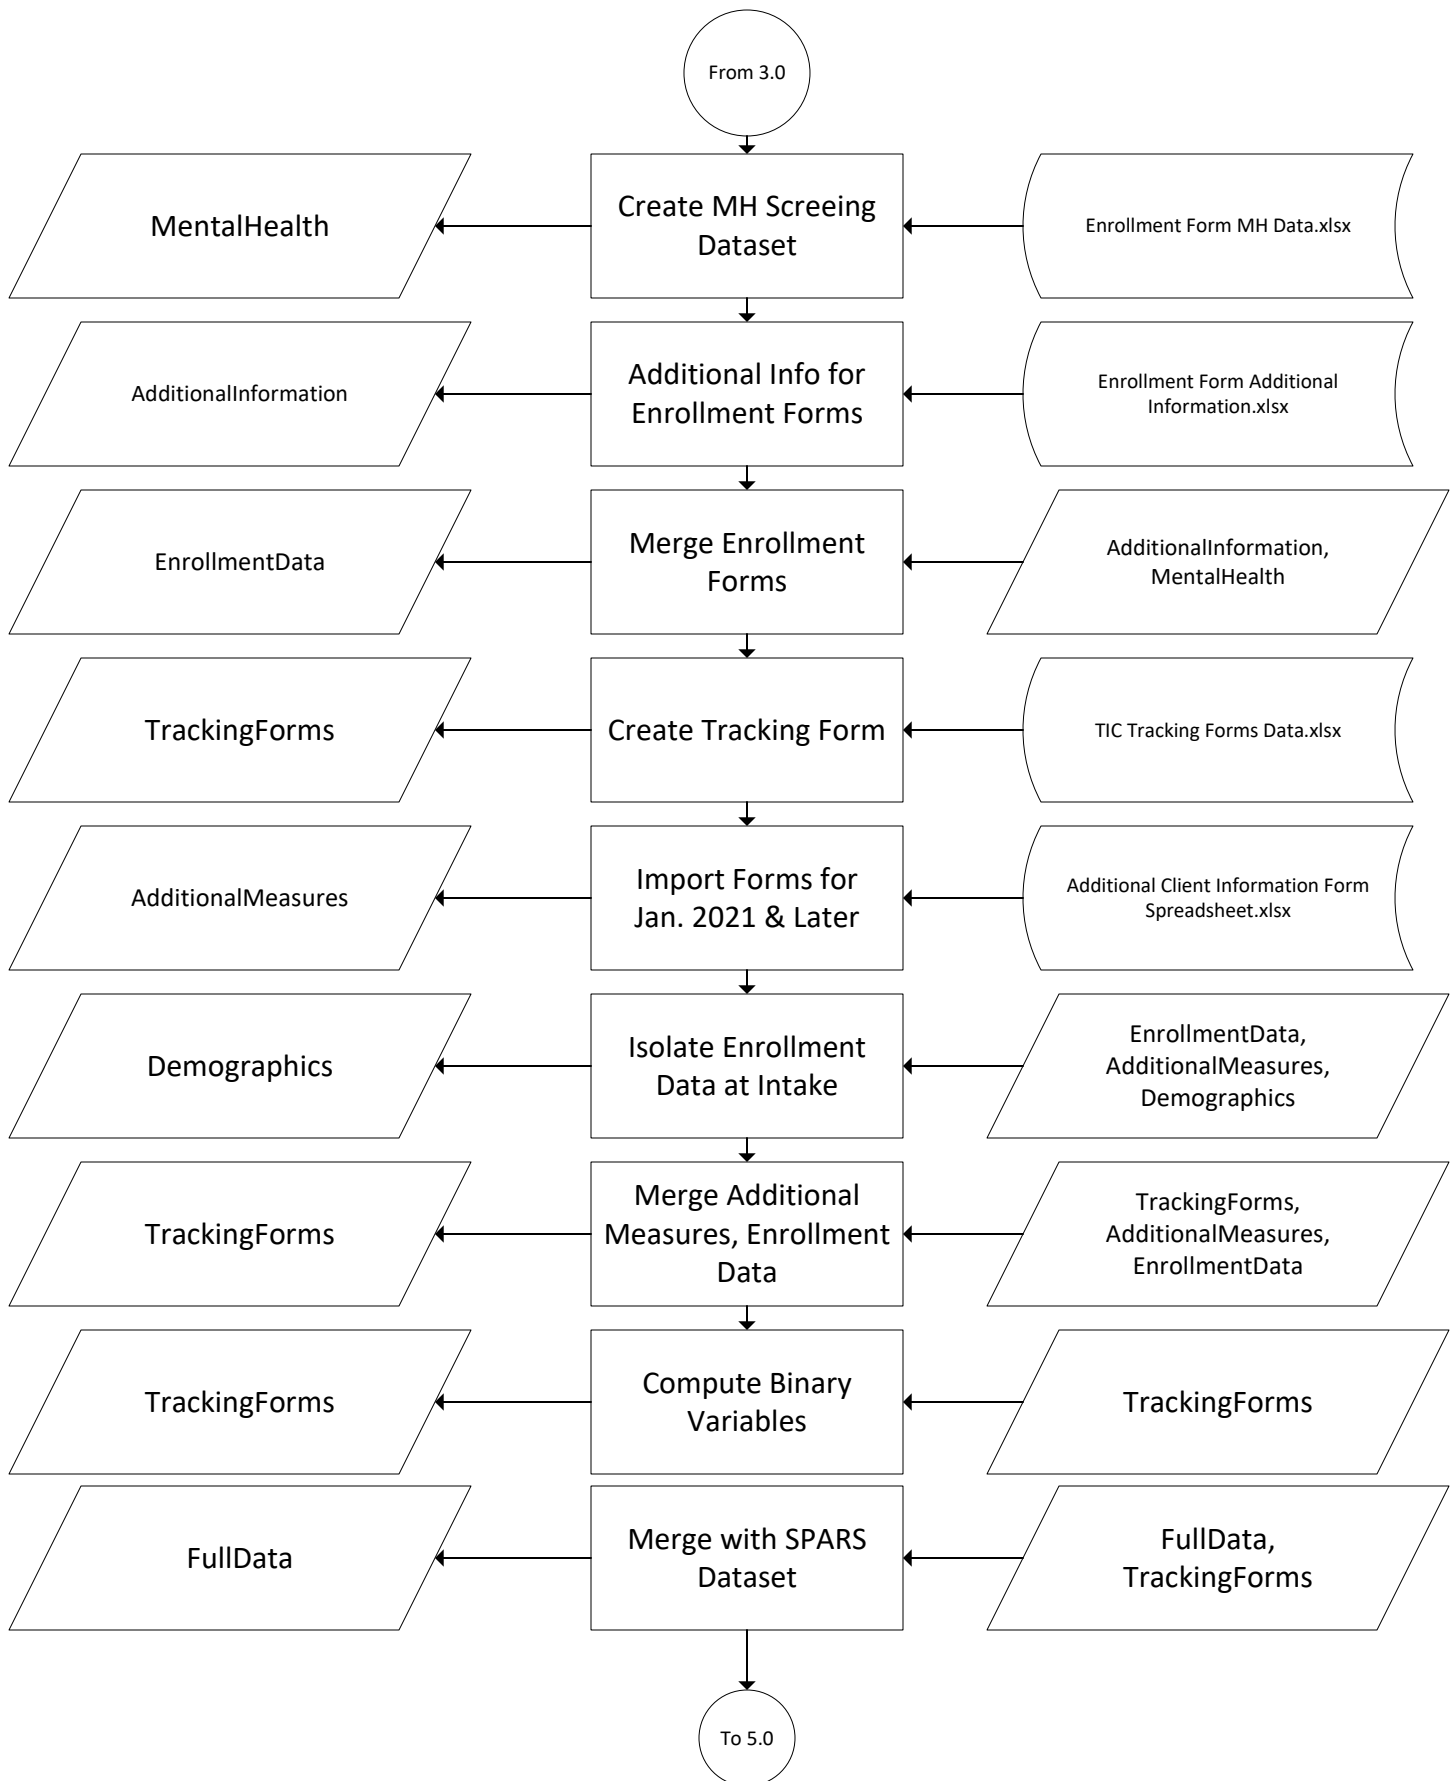 From 3.0
MentalHealth
Create MH Screeing
Dataset
Enrollment Form MH Data.xlsx
AdditionalInformation
Additional Info for
Enrollment Forms
Enrollment Form Additional
Information.xlsx
EnrollmentData
Merge Enrollment
Forms
AdditionalInformation,
MentalHealth
TrackingForms
Create Tracking Form
TIC Tracking Forms Data.xlsx
AdditionalMeasures
Import Forms for
Jan. 2021 & Later
Additional Client Information Form
Spreadsheet.xlsx
Demographics
Isolate Enrollment
Data at Intake
EnrollmentData,
AdditionalMeasures,
Demographics
TrackingForms
Merge Additional
Measures, Enrollment
Data
TrackingForms,
AdditionalMeasures,
EnrollmentData
TrackingForms
Compute Binary
Variables
TrackingForms
FullData
Merge with SPARS
Dataset
FullData,
TrackingForms
To 5.0